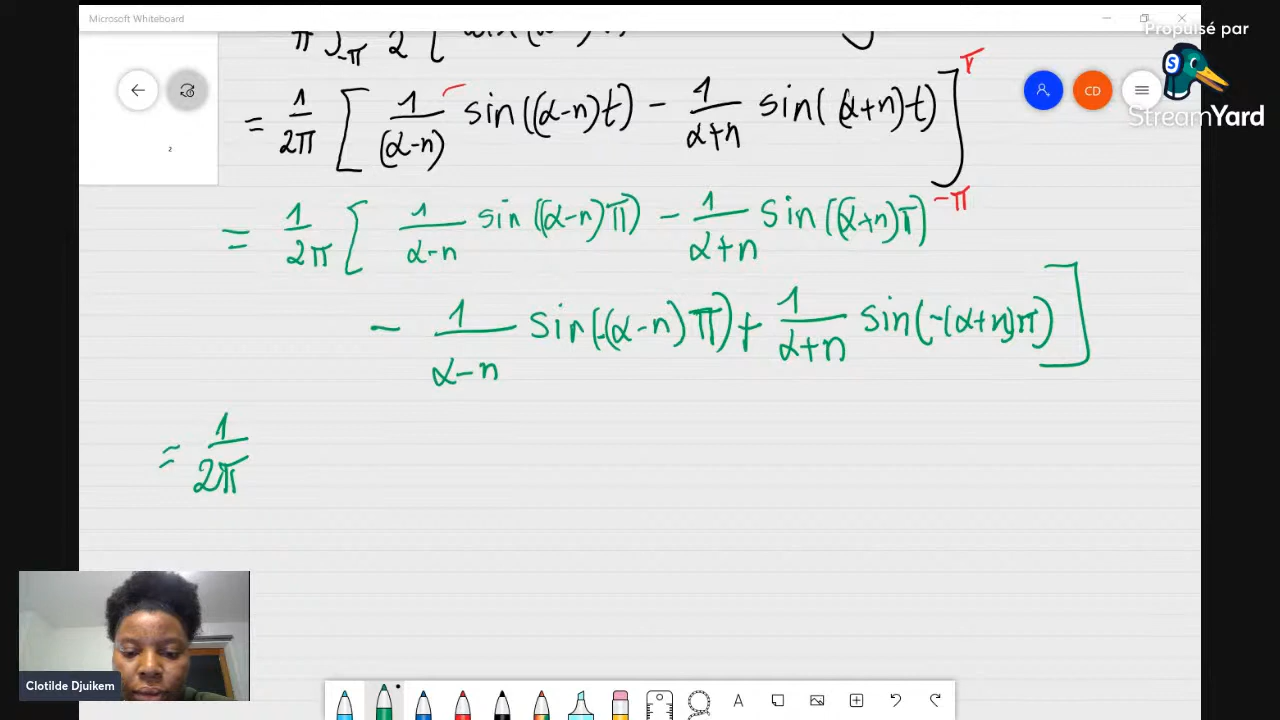 Microsoft Whiteboard
Propulsé par
StreamYard
CD
2
= 1/2π [ 1/(α-n) sin((α-n)t) - 1/α+n sin((α+n)t) ]
π
-π
= 1/2π [ 1/α-n sin((α-n)π) - 1/α+n sin((α+n)π)
- 1/α-n sin(-(α-n)π) + 1/α+n sin(-(α+n)π) ]
= 1/2π
Clotilde Djuikem